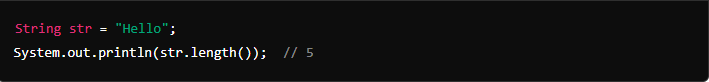 String str = "Hello";
System.out.println(str.length());  // 5